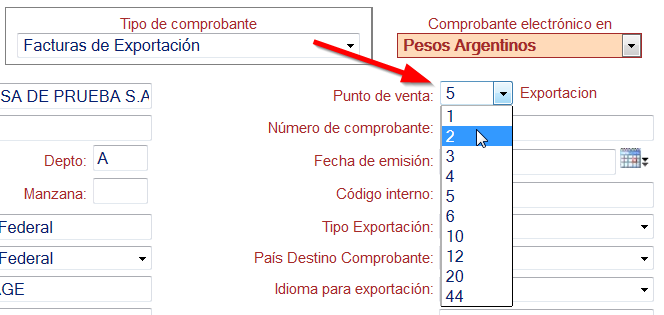 Tipo de comprobante
Facturas de Exportación
Comprobante electrónico en
Pesos Argentinos
SA DE PRUEBA S.A
Punto de venta: 5 Exportacion
1
Número de comprobante:
2
Depto: A
Fecha de emisión:
3
4
Manzana:
Código interno:
5
Federal
Tipo Exportación:
6
10
Federal
País Destino Comprobante:
12
AGE
Idioma para exportación:
20
44